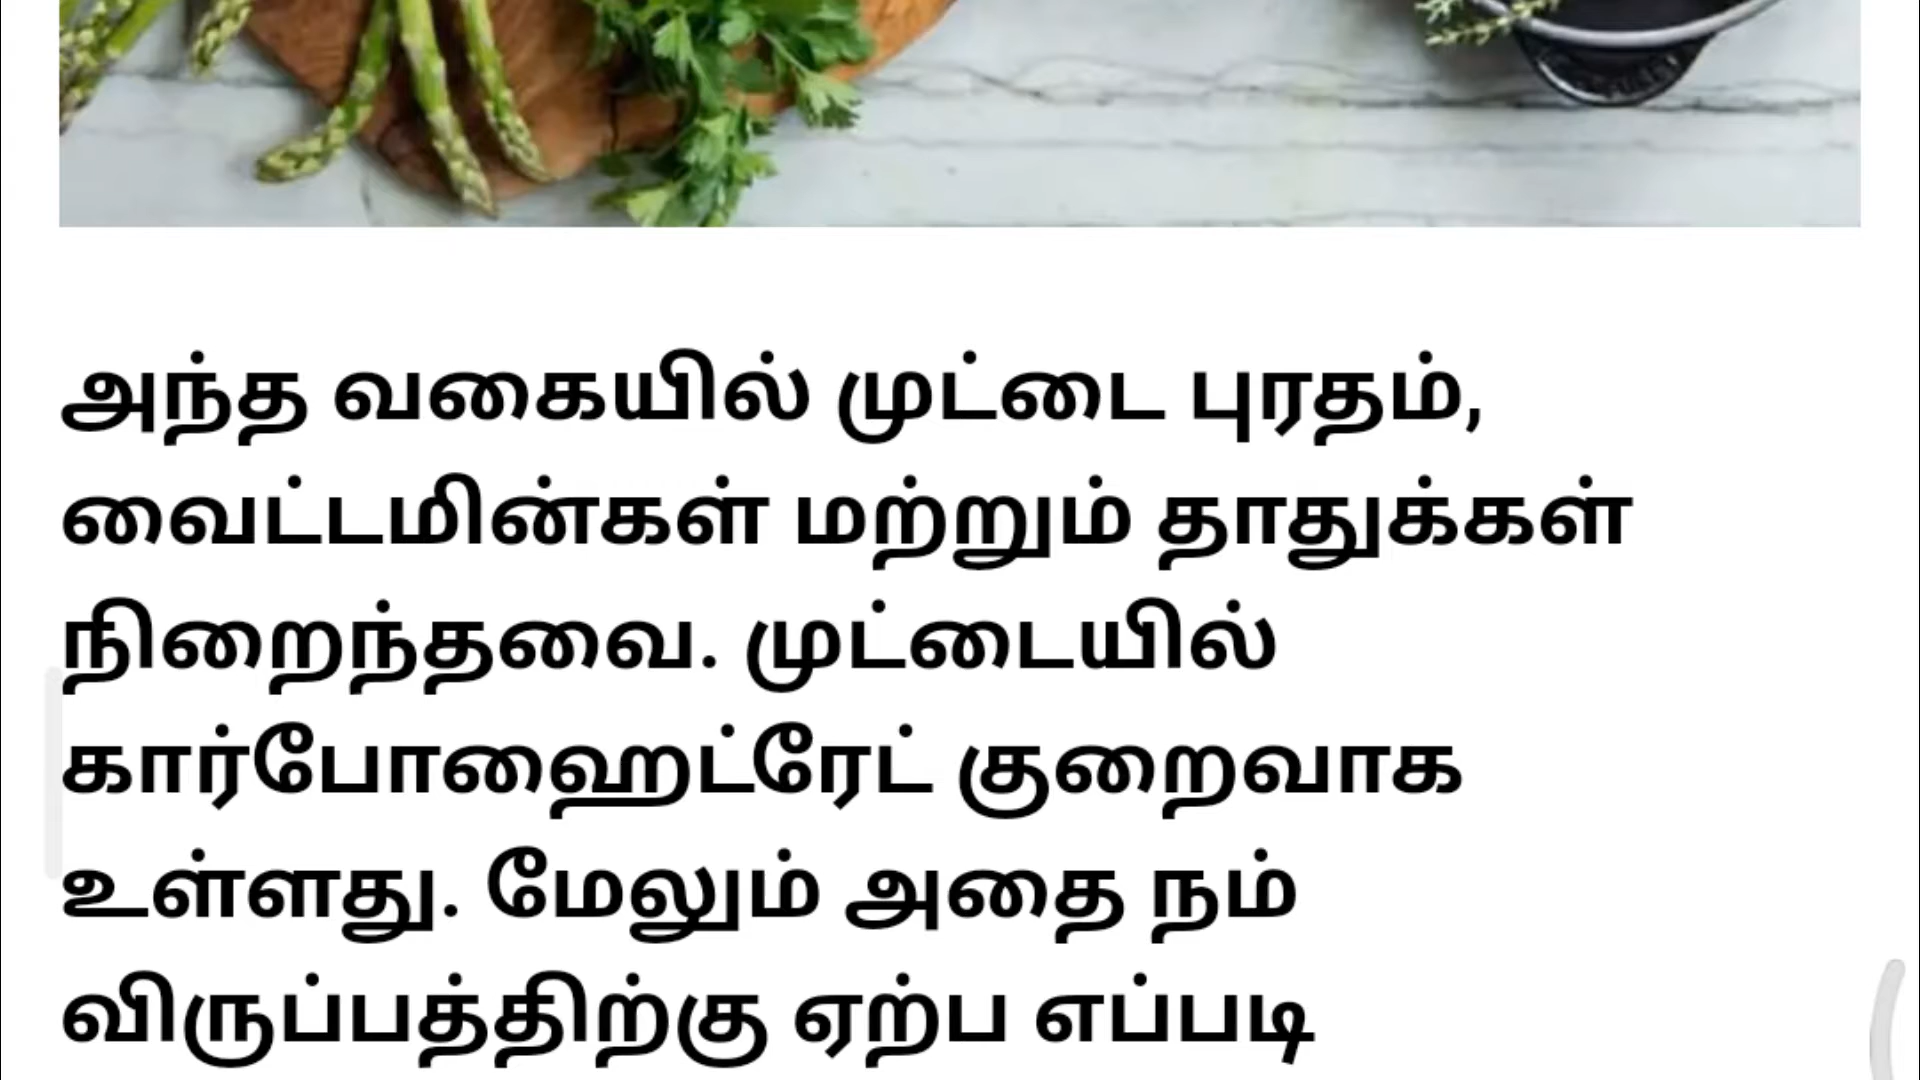 அந்த வகையில் முட்டை புரதம்,
வைட்டமின்கள் மற்றும் தாதுக்கள்
நிறைந்தவை. முட்டையில்
கார்போஹைட்ரேட் குறைவாக
உள்ளது. மேலும் அதை நம்
விருப்பத்திற்கு ஏற்ப எப்படி